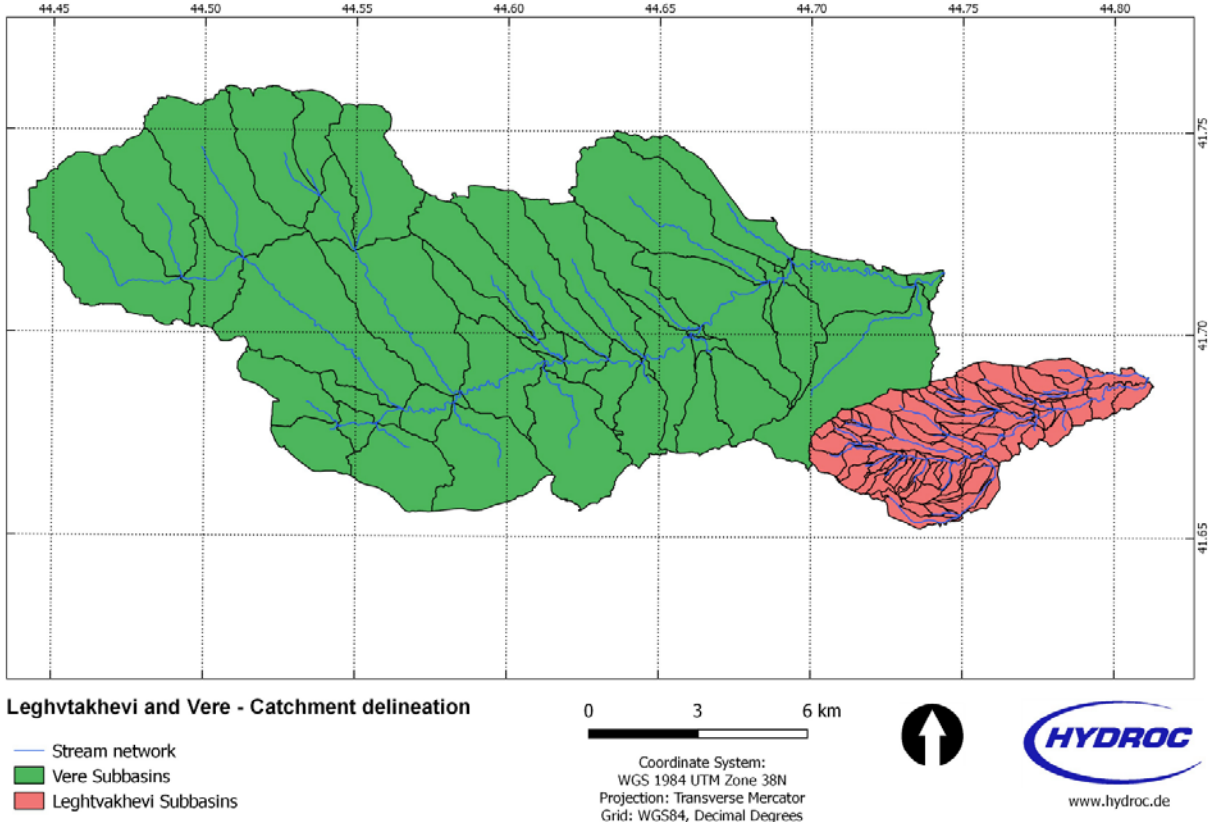 44.45 44.50 44.55 44.60 44.65 44.70 44.75 44.80
41.75
41.70
41.65
Leghvtakhevi and Vere - Catchment delineation
Stream network
Vere Subbasins
Leghtvakhevi Subbasins
0 3 6 km
Coordinate System:
WGS 1984 UTM Zone 38N
Projection: Transverse Mercator
Grid: WGS84, Decimal Degrees
HYDROC
www.hydroc.de